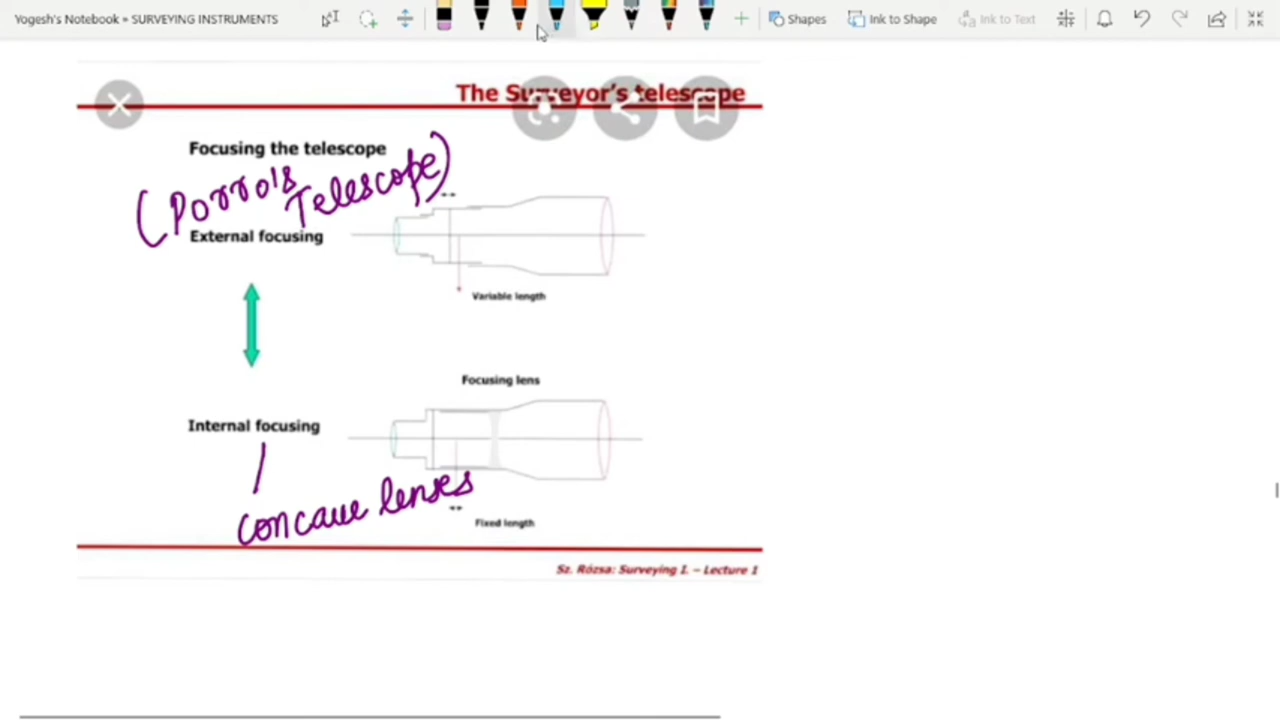 Yogesh's Notebook » SURVEYING INSTRUMENTS
Shapes
Ink to Shape
Ink to Text
The Surveyor's telescope
Focusing the telescope
(Porro's Telescope)
External focusing
Variable length
Focusing lens
Internal focusing
concave lenses
Fixed length
Sz. Rózsa: Surveying I. – Lecture 1